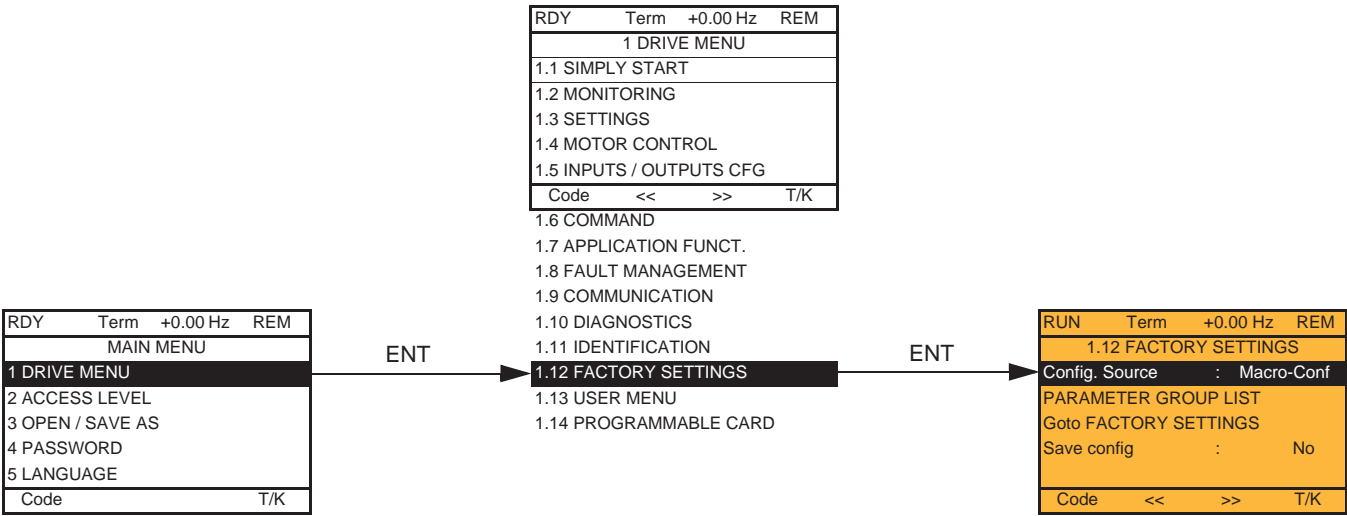 RDY Term +0.00 Hz REM
1 DRIVE MENU
1.1 SIMPLY START
1.2 MONITORING
1.3 SETTINGS
1.4 MOTOR CONTROL
1.5 INPUTS / OUTPUTS CFG
Code << >> T/K
1.6 COMMAND
1.7 APPLICATION FUNCT.
1.8 FAULT MANAGEMENT
1.9 COMMUNICATION
1.10 DIAGNOSTICS
1.11 IDENTIFICATION
1.12 FACTORY SETTINGS
1.13 USER MENU
1.14 PROGRAMMABLE CARD
RDY Term +0.00 Hz REM
MAIN MENU
1 DRIVE MENU
2 ACCESS LEVEL
3 OPEN / SAVE AS
4 PASSWORD
5 LANGUAGE
Code T/K
ENT
ENT
RUN Term +0.00 Hz REM
1.12 FACTORY SETTINGS
Config. Source : Macro-Conf
PARAMETER GROUP LIST
Goto FACTORY SETTINGS
Save config : No
Code << >> T/K